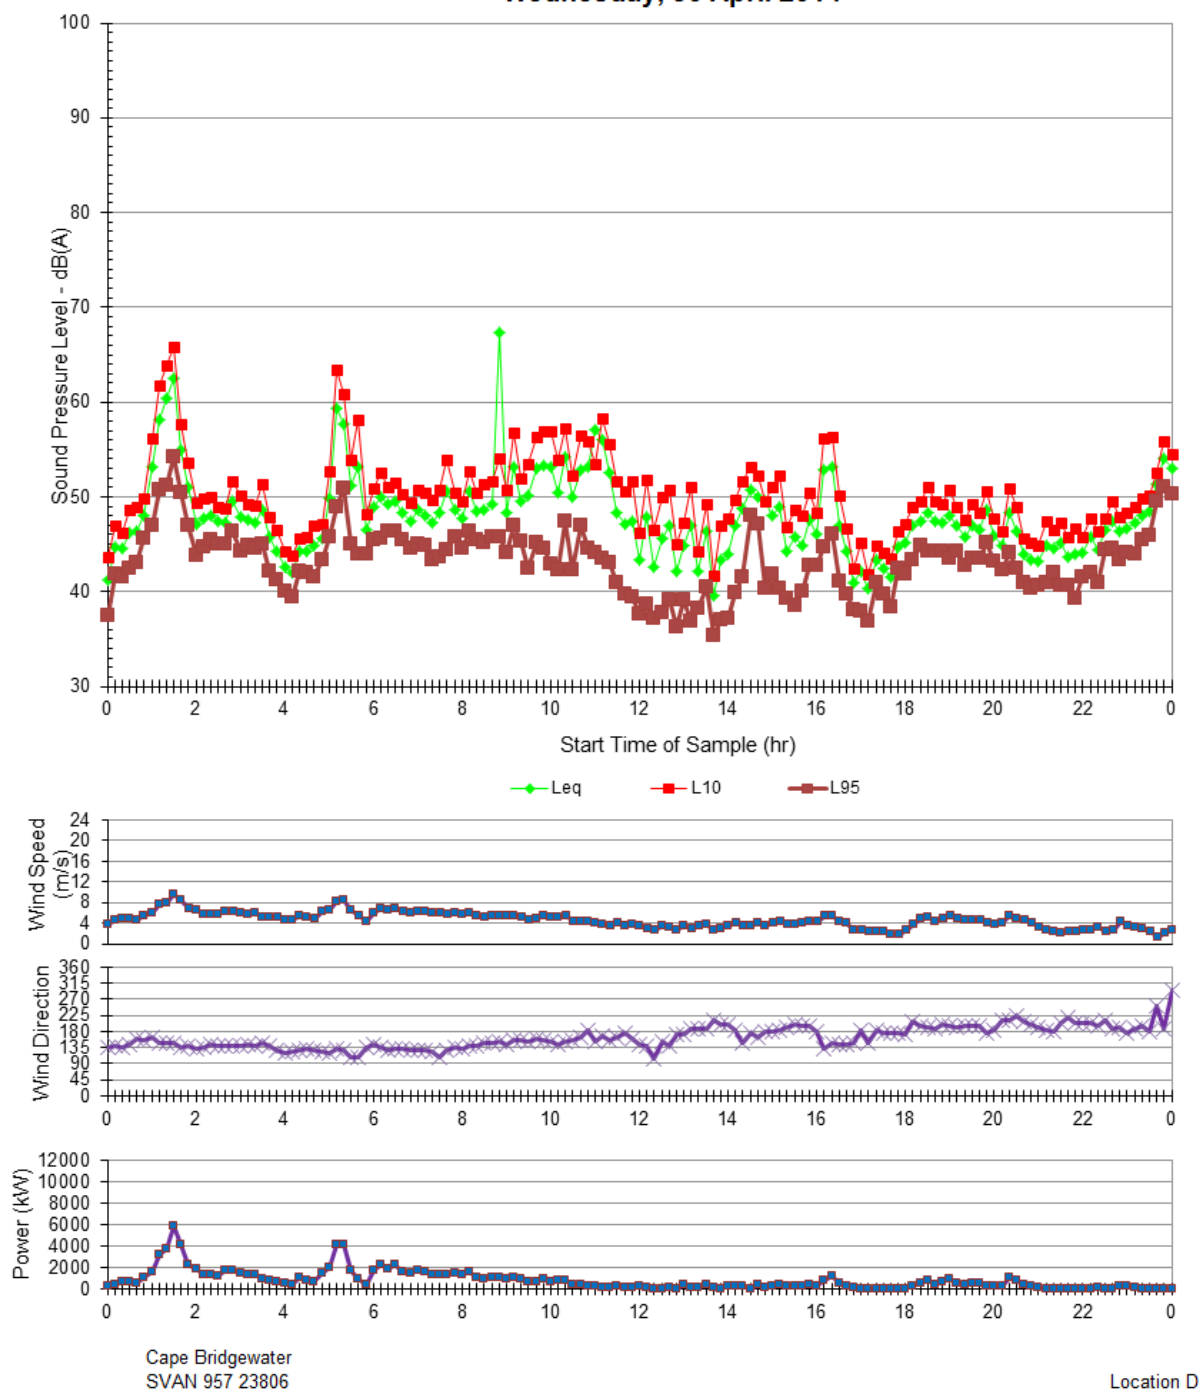 Wednesday, April
100
90
80
70
60
50
40
30
Sound Pressure Level - dB(A)
0 2 4 6 8 10 12 14 16 18 20 22 0
Start Time of Sample (hr)
Leq L10 L95
24
20
16
12
8
4
0
Wind Speed
(m/s)
360
315
270
225
180
135
90
45
0
Wind Direction
0 2 4 6 8 10 12 14 16 18 20 22 0
12000
10000
8000
6000
4000
2000
0
Power (kW)
0 2 4 6 8 10 12 14 16 18 20 22 0
Cape Bridgewater
SVAN 957 23806
Location D